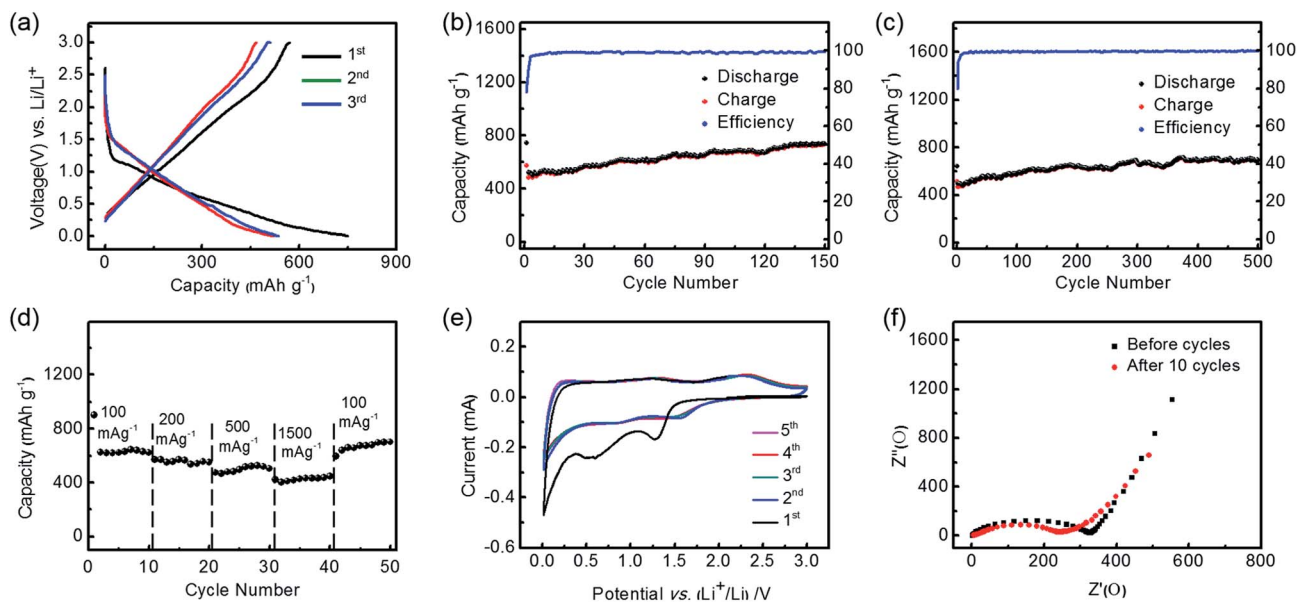 (a)
3.0
2.5
2.0
1.5
1.0
0.5
0.0
Voltage(V) vs. Li/Li⁺
1st
2nd
3rd
0 300 600 900
Capacity (mAh g⁻¹)
(b)
1600
1200
800
400
0
Capacity (mAh g⁻¹)
Discharge
Charge
Efficiency
100
80
60
40
20
0
0 30 60 90 120 150
Cycle Number
(c)
1600
1200
800
400
0
Capacity (mAh g⁻¹)
Discharge
Charge
Efficiency
100
80
60
40
20
0
0 100 200 300 400 500
Cycle Number
(d)
1200
800
400
0
Capacity (mAh g⁻¹)
100
mAg⁻¹
200
mAg⁻¹
500
mAg⁻¹
1500
mAg⁻¹
100
mAg⁻¹
0 10 20 30 40 50
Cycle Number
(e)
0.2
0.0
-0.2
-0.4
-0.6
Current (mA)
5th
4th
3rd
2nd
1st
0.0 0.5 1.0 1.5 2.0 2.5 3.0
Potential vs. (Li⁺/Li) /V
(f)
1600
1200
800
400
0
Z"(O)
Before cycles
After 10 cycles
0 200 400 600 800
Z'(O)